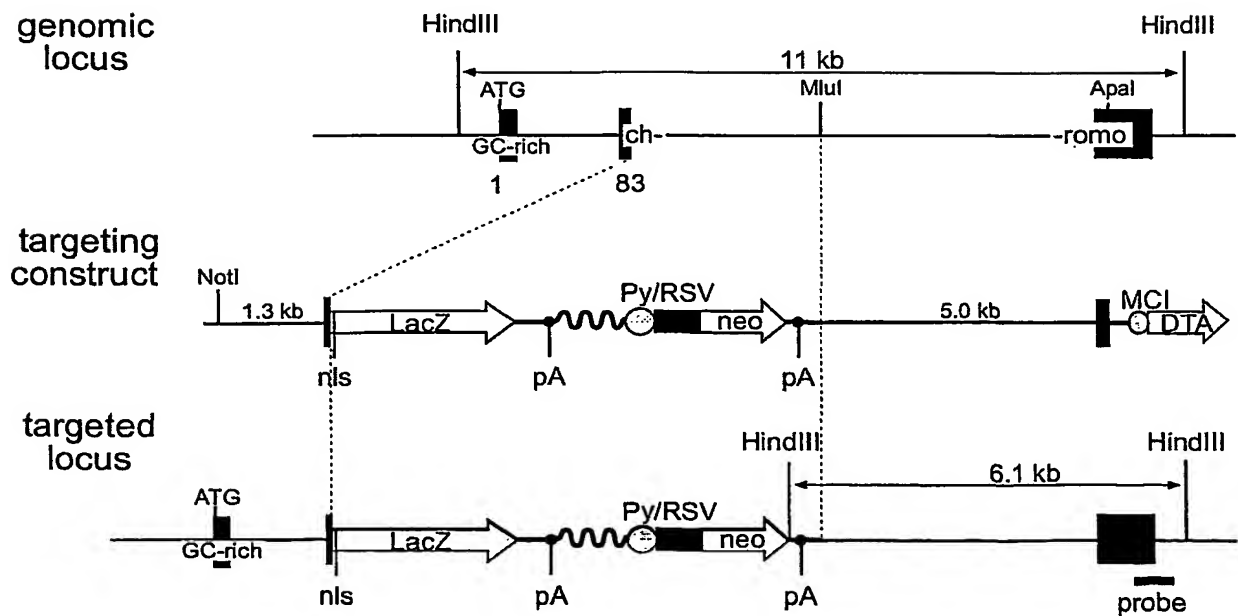 genomic locus
HindIII
HindIII
11 kb
ATG
MluI
ApaI
GC-rich
ch-
-romo
1
83
targeting construct
NotI
1.3 kb
LacZ
Py/RSV
neo
5.0 kb
MCI
DTA
nls
pA
pA
targeted locus
HindIII
HindIII
6.1 kb
ATG
GC-rich
LacZ
Py/RSV
neo
nls
pA
pA
probe